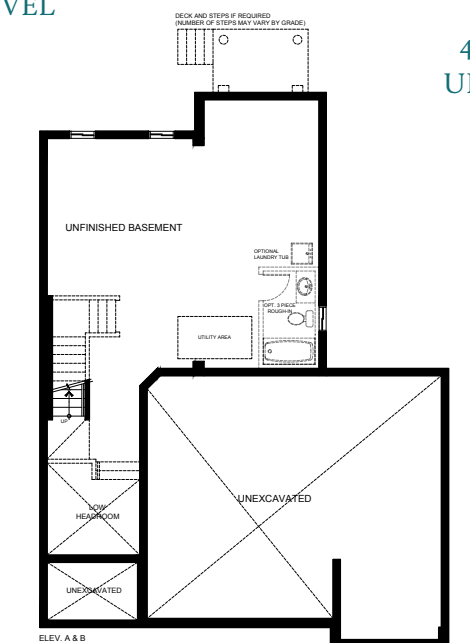 VEL
DECK AND STEPS IF REQUIRED
(NUMBER OF STEPS MAY VARY BY GRADE)
4
UNFINISHED BASEMENT
OPTIONAL
LAUNDRY TUB
OPT. 3 PIECE
ROUGH-IN
UTILITY AREA
UP
LOW
HEADROOM
UNEXCAVATED
UNEXCAVATED
ELEV. A & B